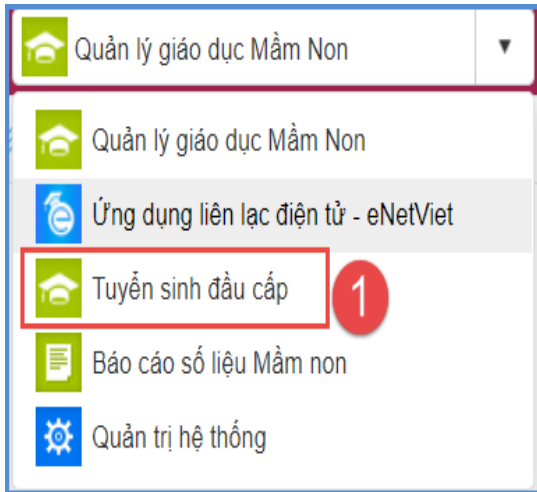 Quản lý giáo dục Mầm Non
Quản lý giáo dục Mầm Non
Ứng dụng liên lạc điện tử - eNetViet
Tuyển sinh đầu cấp
1
Báo cáo số liệu Mầm non
Quản trị hệ thống